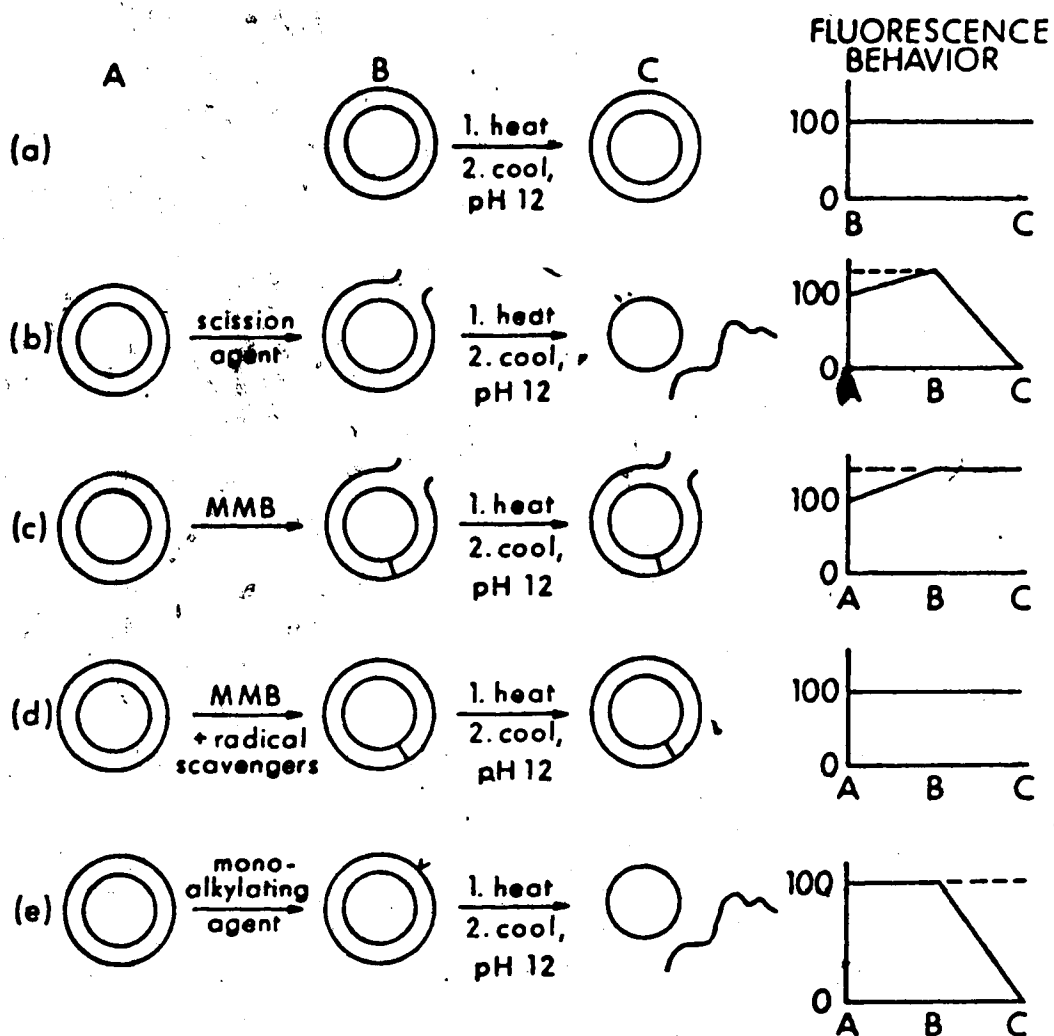 FLUORESCENCE
BEHAVIOR
A
B
C
(a)
1. heat
2. cool,
pH 12
100
0
B C
(b)
scission
agent
1. heat
2. cool,
pH 12
100
0
A B C
(c)
MMB
1. heat
2. cool,
pH 12
100
0
A B C
(d)
MMB
+ radical
scavengers
1. heat
2. cool,
pH 12
100
0
A B C
(e)
mono-
alkylating
agent
1. heat
2. cool,
pH 12
100
0
A B C